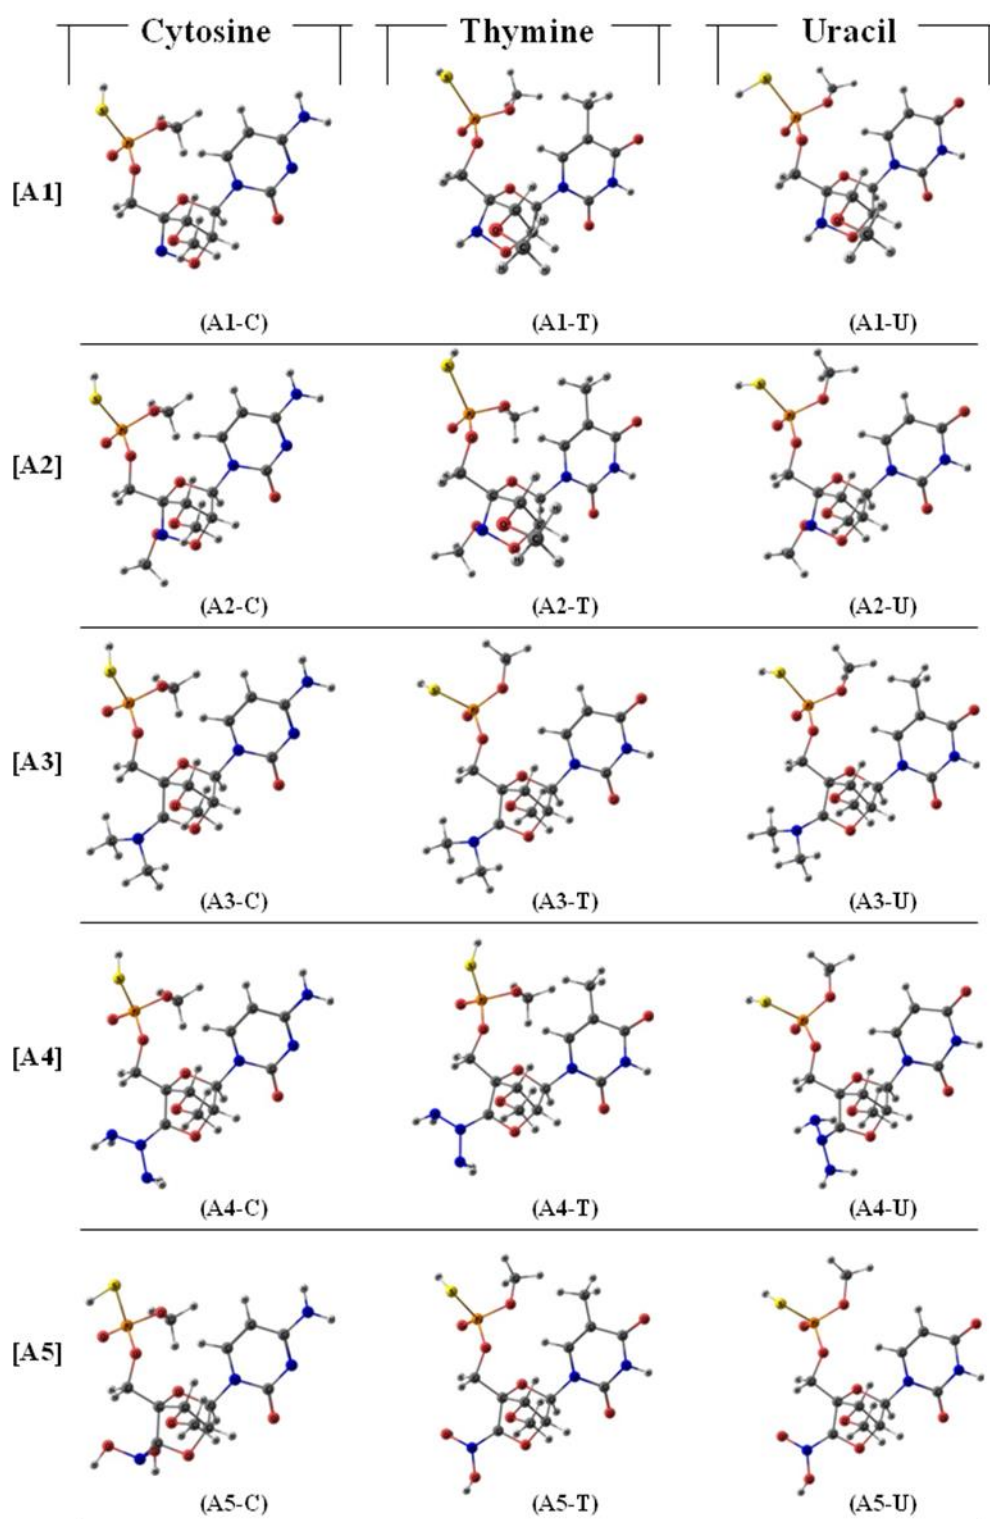 Cytosine Thymine Uracil
[A1]
(A1-C) (A1-T) (A1-U)
[A2]
(A2-C) (A2-T) (A2-U)
[A3]
(A3-C) (A3-T) (A3-U)
[A4]
(A4-C) (A4-T) (A4-U)
[A5]
(A5-C) (A5-T) (A5-U)